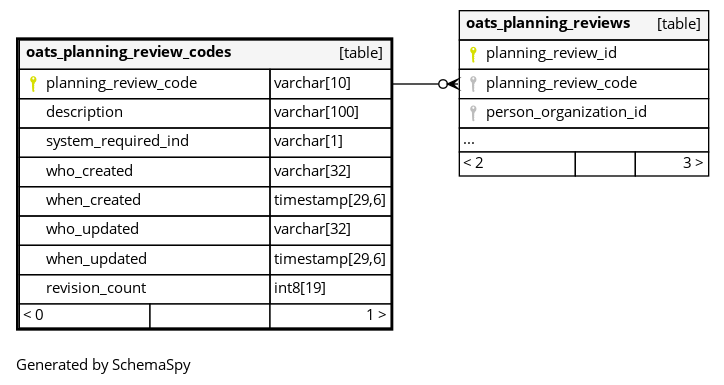 oats_planning_review_codes [table]
planning_review_code varchar[10]
description varchar[100]
system_required_ind varchar[1]
who_created varchar[32]
when_created timestamp[29,6]
who_updated varchar[32]
when_updated timestamp[29,6]
revision_count int8[19]
< 0 1 >
oats_planning_reviews [table]
planning_review_id
planning_review_code
person_organization_id
...
< 2 3 >
Generated by SchemaSpy